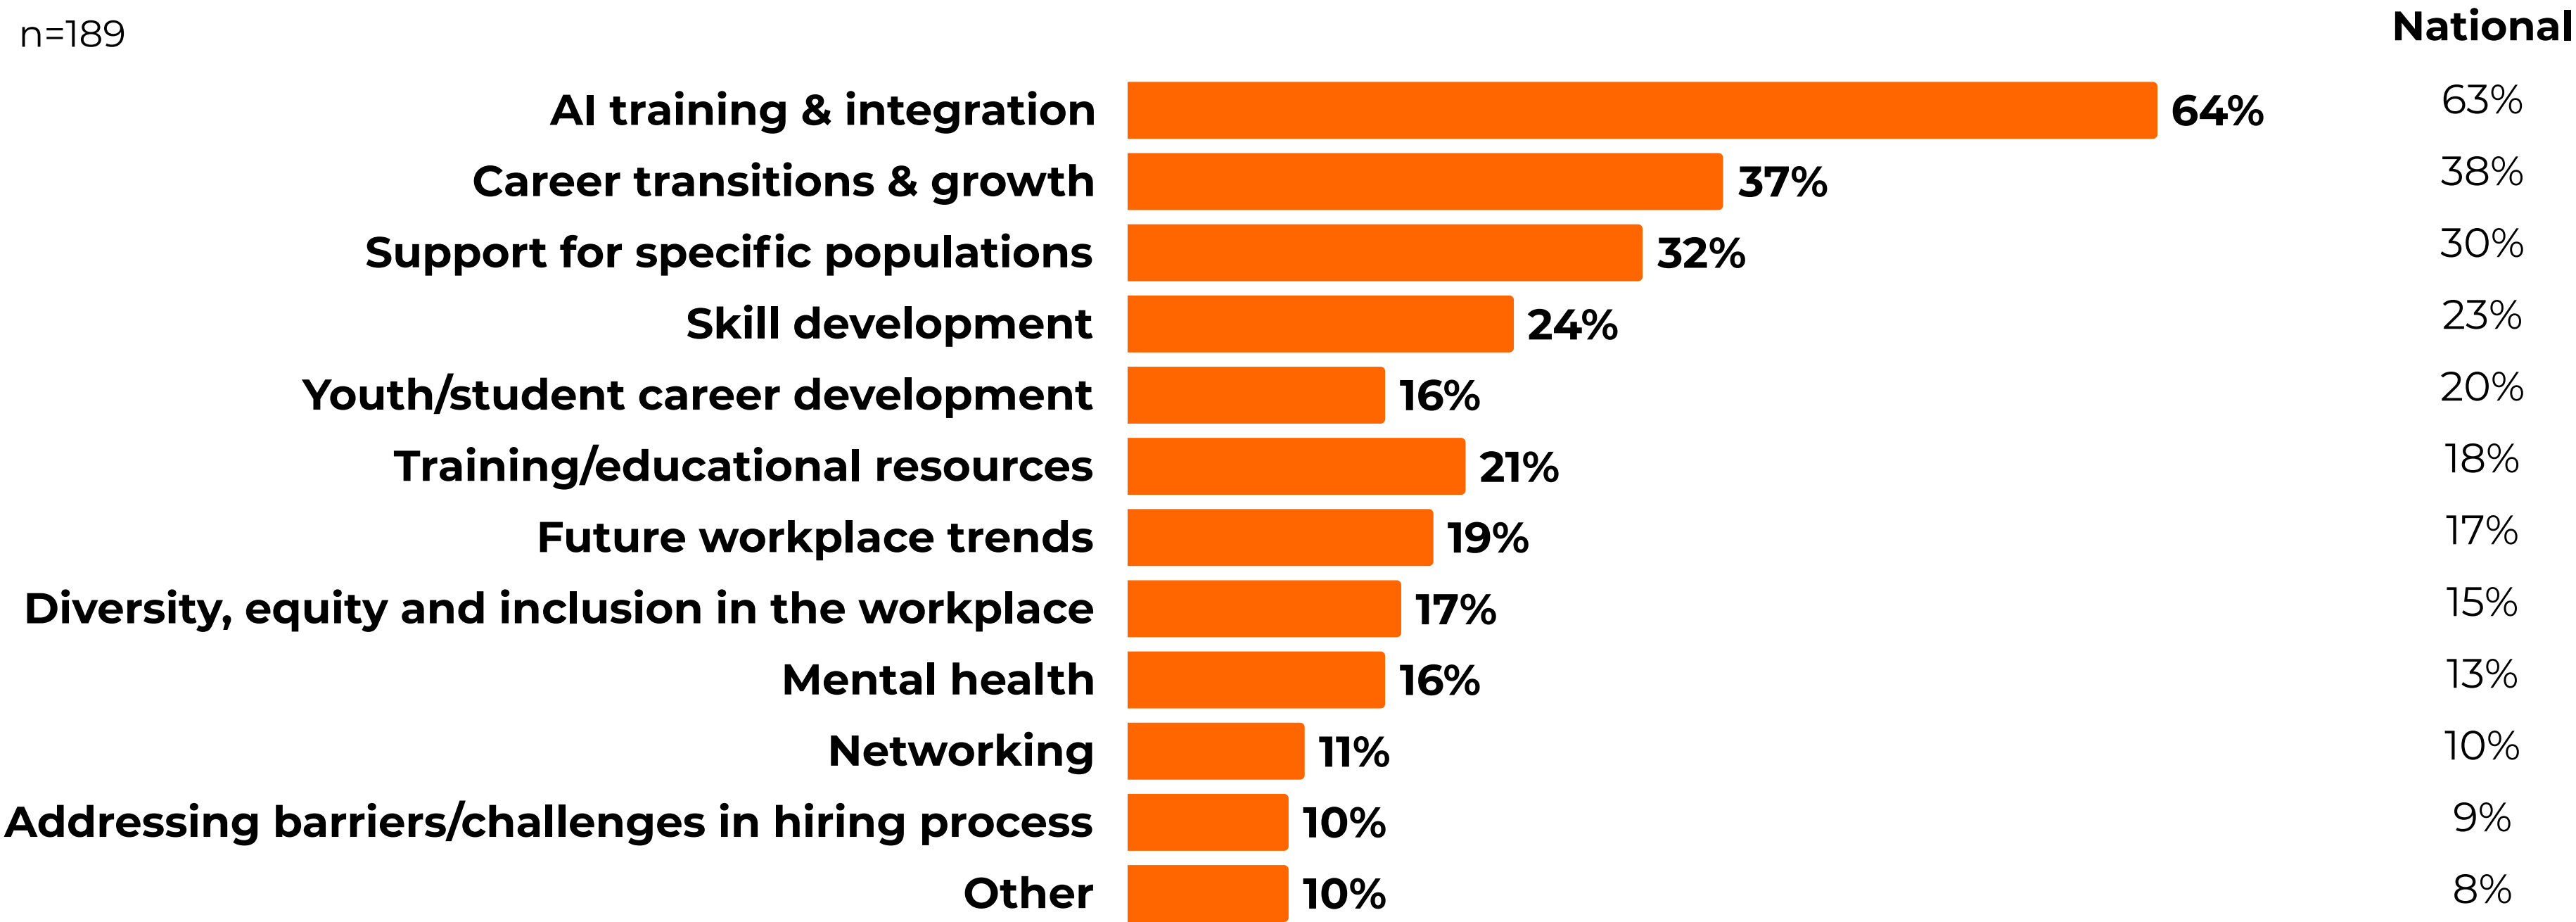 n=189
National
AI training & integration 64% 63%
Career transitions & growth 37% 38%
Support for specific populations 32% 30%
Skill development 24% 23%
Youth/student career development 16% 20%
Training/educational resources 21% 18%
Future workplace trends 19% 17%
Diversity, equity and inclusion in the workplace 17% 15%
Mental health 16% 13%
Networking 11% 10%
Addressing barriers/challenges in hiring process 10% 9%
Other 10% 8%